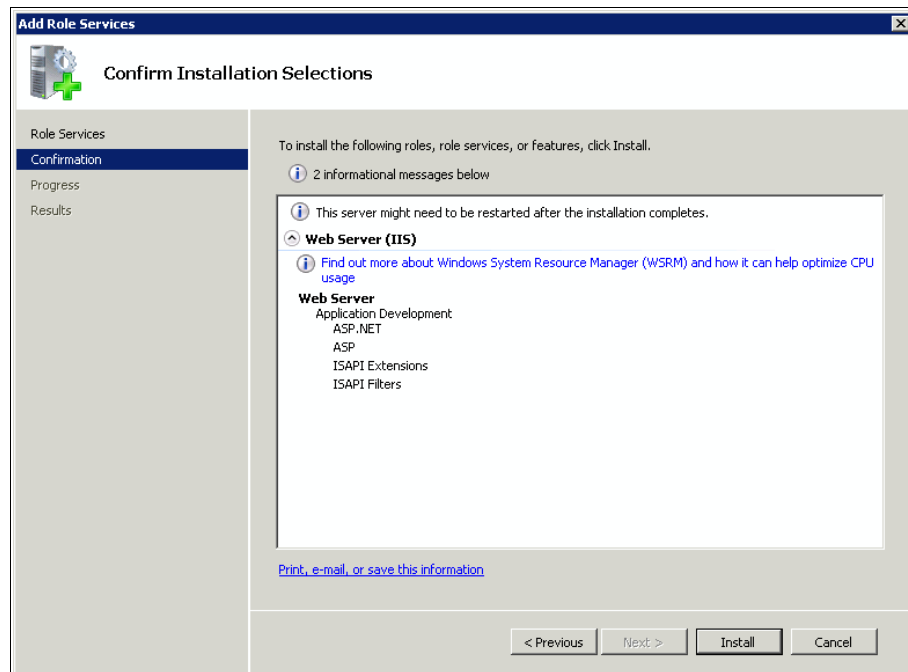 Add Role Services
Confirm Installation Selections
Role Services
Confirmation
Progress
Results
To install the following roles, role services, or features, click Install.
2 informational messages below
This server might need to be restarted after the installation completes.
Web Server (IIS)
Find out more about Windows System Resource Manager (WSRM) and how it can help optimize CPU
usage
Web Server
Application Development
ASP.NET
ASP
ISAPI Extensions
ISAPI Filters
Print, e-mail, or save this information
< Previous
Next >
Install
Cancel